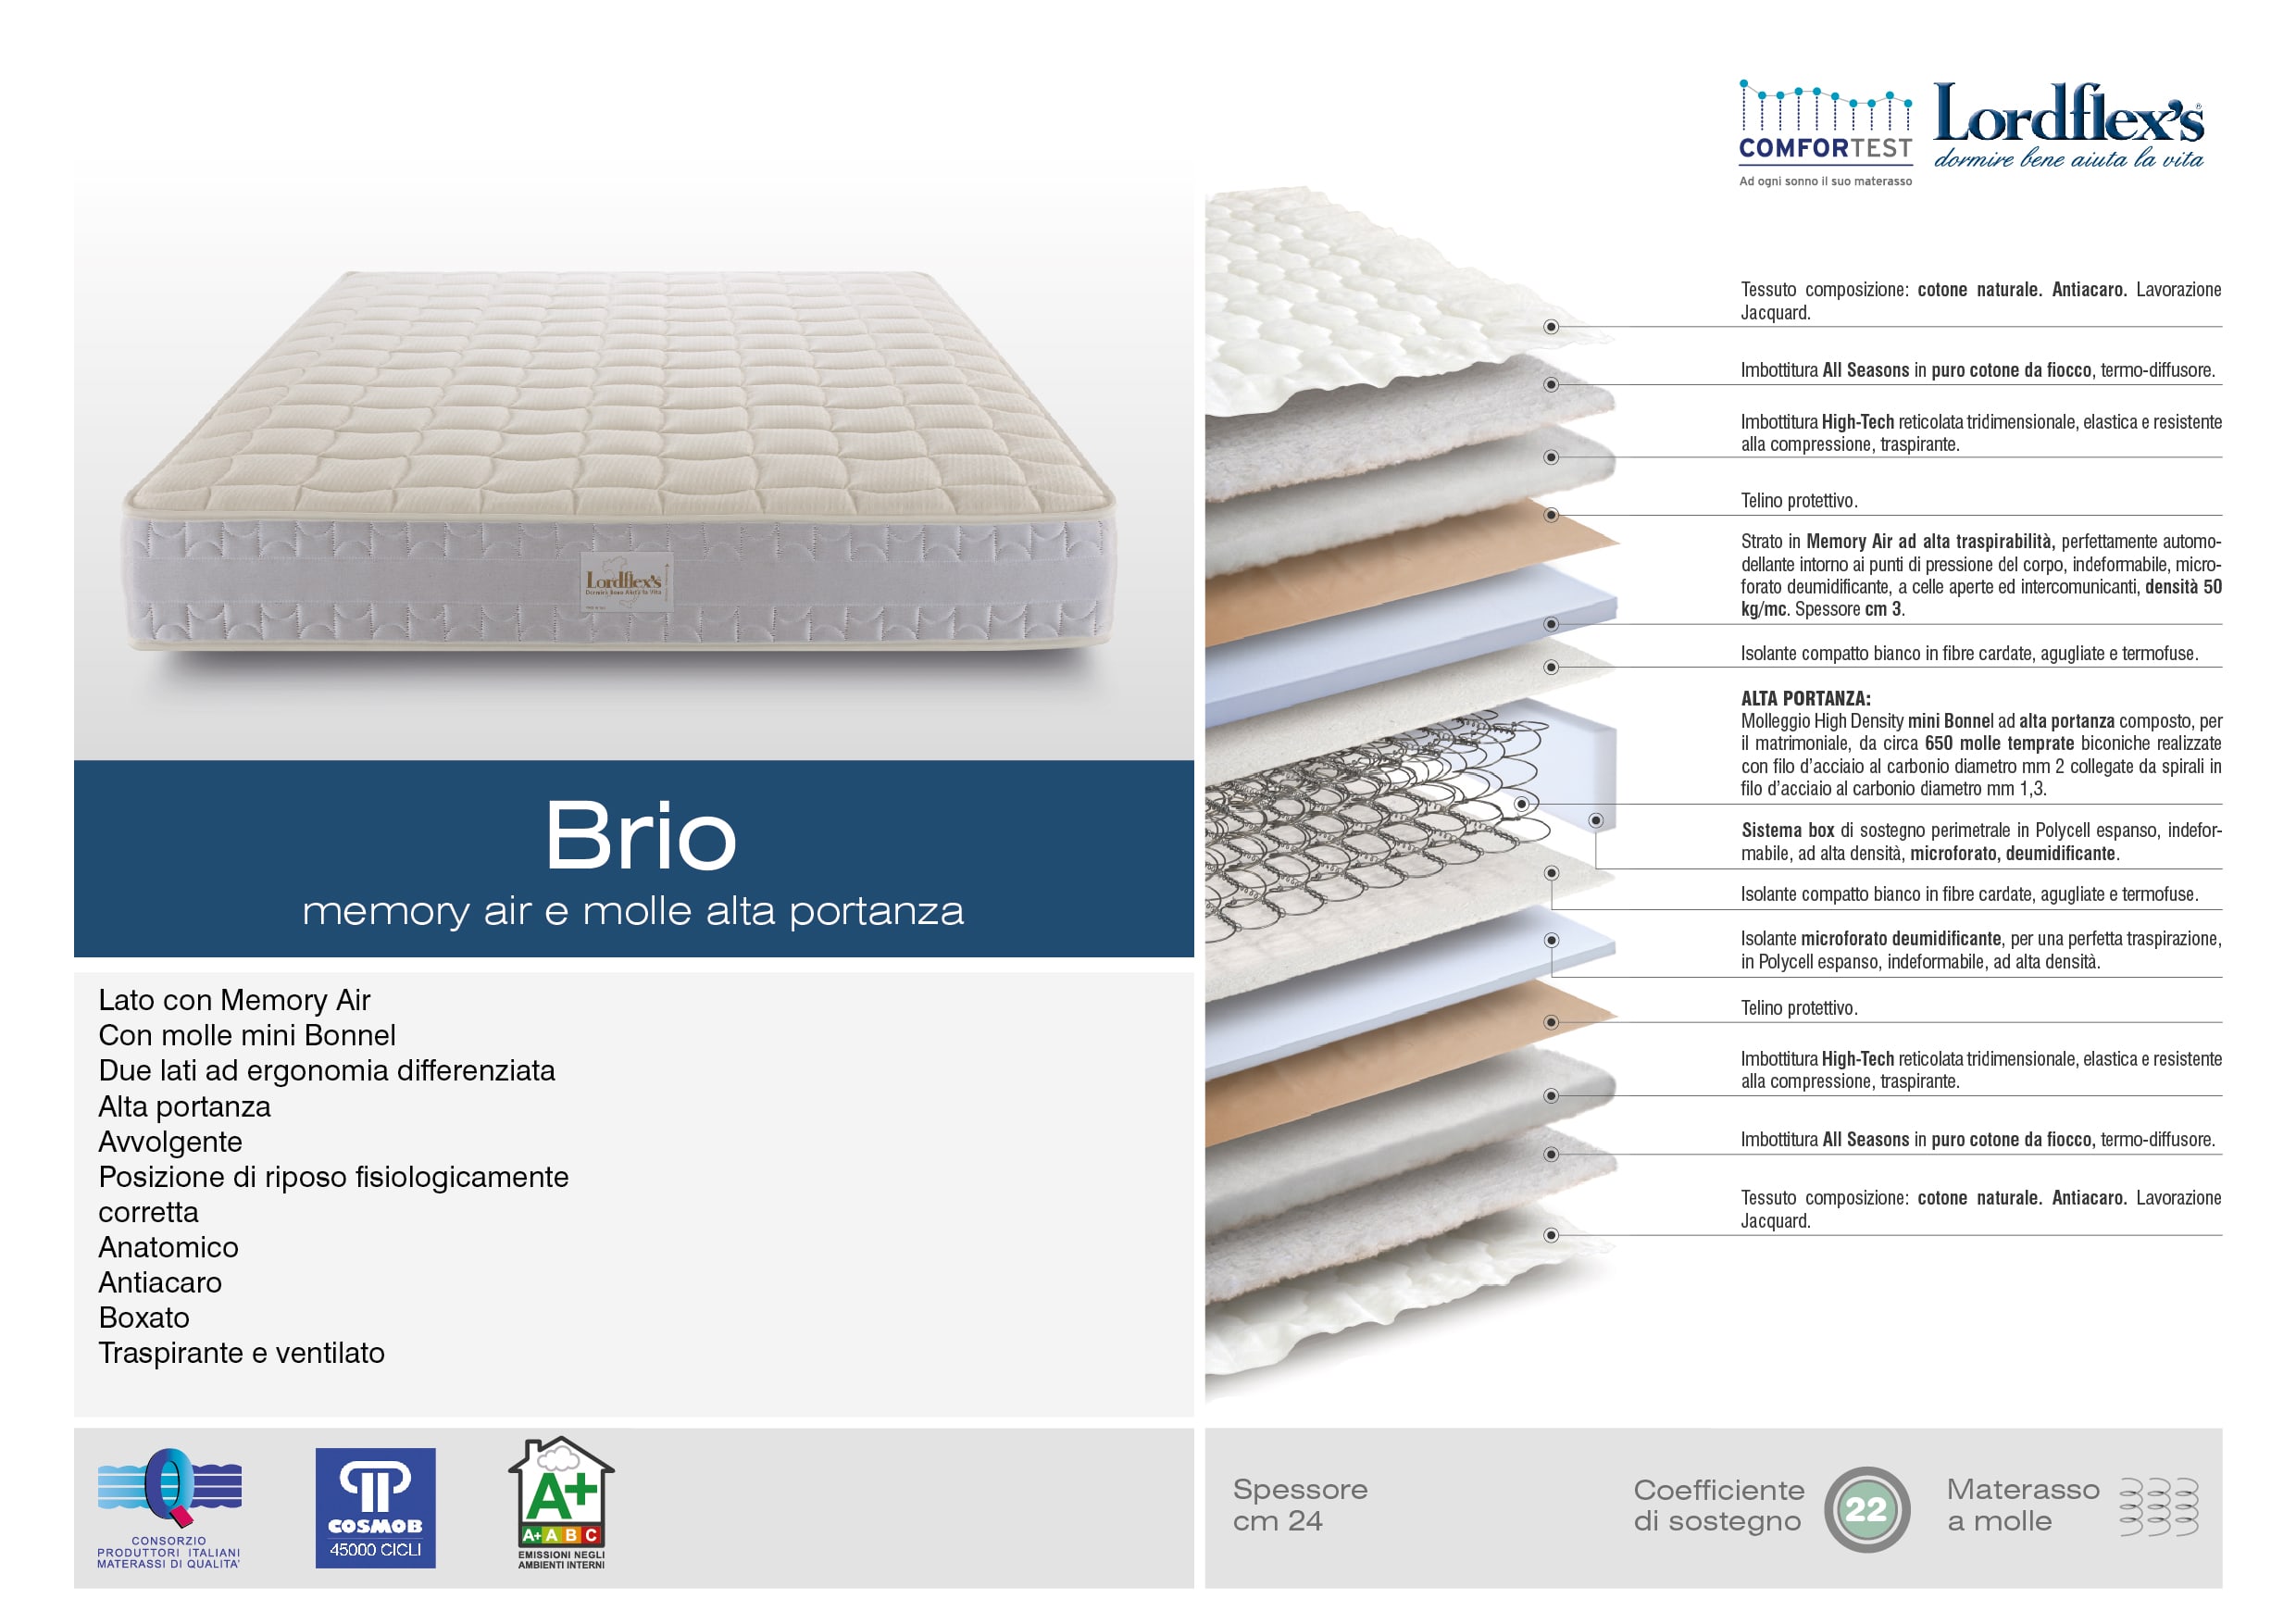 COMFORTEST
Ad ogni sonno il suo materasso
Lordflex's®
dormire bene aiuta la vita
Lordflex's
Dormire Bene Aiuta la Vita
Brio
memory air e molle alta portanza
Lato con Memory Air
Con molle mini Bonnel
Due lati ad ergonomia differenziata
Alta portanza
Avvolgente
Posizione di riposo fisiologicamente
corretta
Anatomico
Antiacaro
Boxato
Traspirante e ventilato
Tessuto composizione: cotone naturale. Antiacaro. Lavorazione
Jacquard.
Imbottitura All Seasons in puro cotone da fiocco, termo-diffusore.
Imbottitura High-Tech reticolata tridimensionale, elastica e resistente
alla compressione, traspirante.
Telino protettivo.
Strato in Memory Air ad alta traspirabilità, perfettamente automo-
dellante intorno ai punti di pressione del corpo, indeformabile, micro-
forato deumidificante, a celle aperte ed intercomunicanti, densità 50
kg/mc. Spessore cm 3.
Isolante compatto bianco in fibre cardate, agugliate e termofuse.
ALTA PORTANZA:
Molleggio High Density mini Bonnel ad alta portanza composto, per
il matrimoniale, da circa 650 molle temprate biconiche realizzate
con filo d'acciaio al carbonio diametro mm 2 collegate da spirali in
filo d'acciaio al carbonio diametro mm 1,3.
Sistema box di sostegno perimetrale in Polycell espanso, indefor-
mabile, ad alta densità, microforato, deumidificante.
Isolante compatto bianco in fibre cardate, agugliate e termofuse.
Isolante microforato deumidificante, per una perfetta traspirazione,
in Polycell espanso, indeformabile, ad alta densità.
Telino protettivo.
Imbottitura High-Tech reticolata tridimensionale, elastica e resistente
alla compressione, traspirante.
Imbottitura All Seasons in puro cotone da fiocco, termo-diffusore.
Tessuto composizione: cotone naturale. Antiacaro. Lavorazione
Jacquard.
Q
CONSORZIO
PRODUTTORI ITALIANI
MATERASSI DI QUALITA'
COSMOB
45000 CICLI
A+
A+ A B C
EMISSIONI NEGLI
AMBIENTI INTERNI
Spessore
cm 24
Coefficiente
di sostegno
22
Materasso
a molle